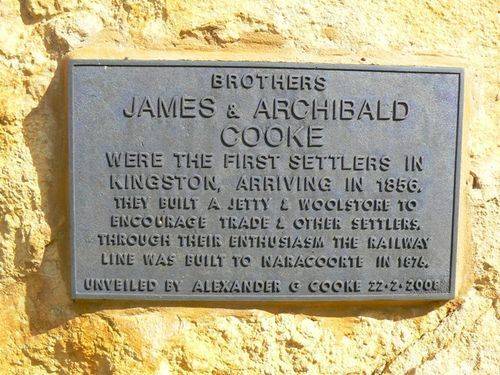 BROTHERS
JAMES & ARCHIBALD
COOKE
WERE THE FIRST SETTLERS IN
KINGSTON, ARRIVING IN 1856.
THEY BUILT A JETTY & WOOLSTORE TO
ENCOURAGE TRADE & OTHER SETTLERS.
THROUGH THEIR ENTHUSIASM THE RAILWAY
LINE WAS BUILT TO NARACOORTE IN 1876.
UNVEILED BY ALEXANDER G COOKE 22·2·2008